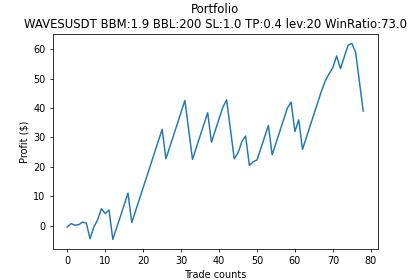 Portfolio
WAVESUSDT BBM:1.9 BBL:200 SL:1.0 TP:0.4 lev:20 WinRatio:73.0
60
50
40
30
20
10
0
Profit ($)
0 10 20 30 40 50 60 70 80
Trade counts